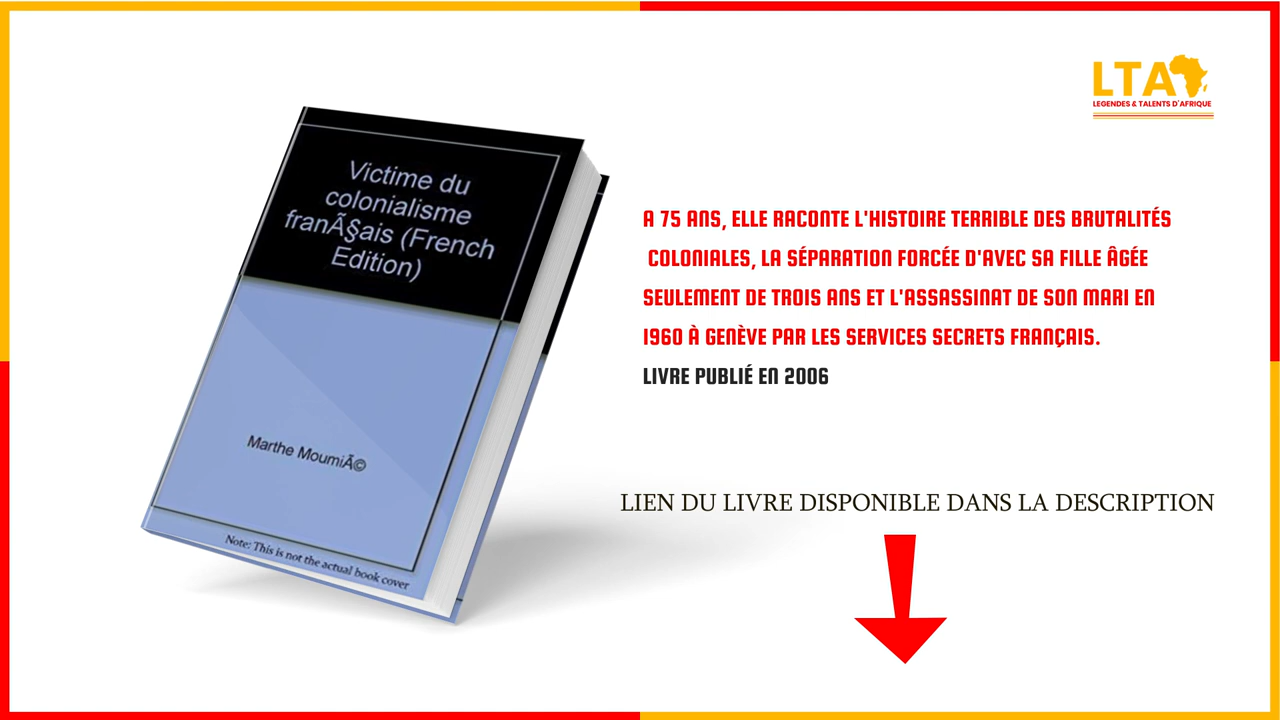 LTA
LEGENDES & TALENTS D'AFRIQUE
Victime du
colonialisme
franÃ§ais (French
Edition)
Marthe MoumiÃ©
Note: This is not the actual book cover
A 75 ANS, ELLE RACONTE L'HISTOIRE TERRIBLE DES BRUTALITÉS
COLONIALES, LA SÉPARATION FORCÉE D'AVEC SA FILLE ÂGÉE
SEULEMENT DE TROIS ANS ET L'ASSASSINAT DE SON MARI EN
1960 À GENÈVE PAR LES SERVICES SECRETS FRANÇAIS.
LIVRE PUBLIÉ EN 2006
LIEN DU LIVRE DISPONIBLE DANS LA DESCRIPTION